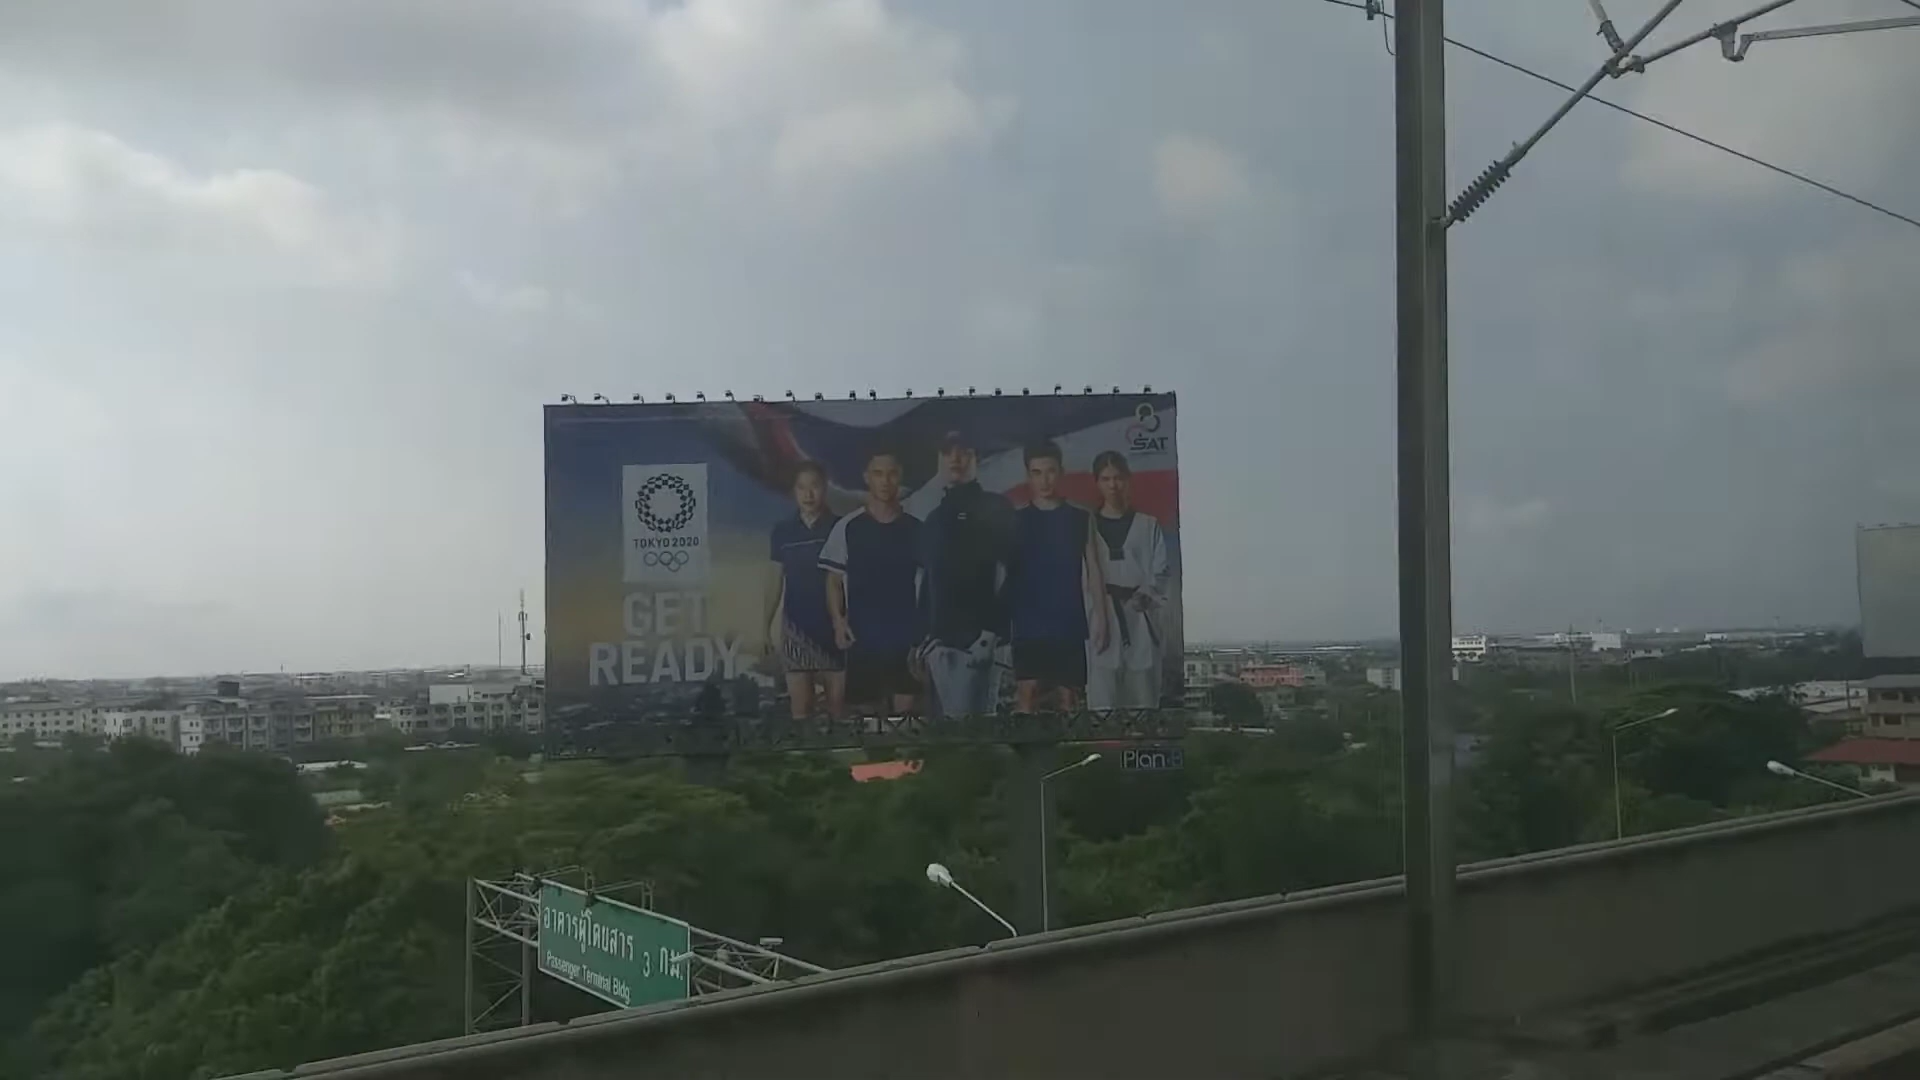 SAT
TOKYO 2020
GET
READY
Plan B
อาคารผู้โดยสาร 3 กม.
Passenger Terminal Bldg.